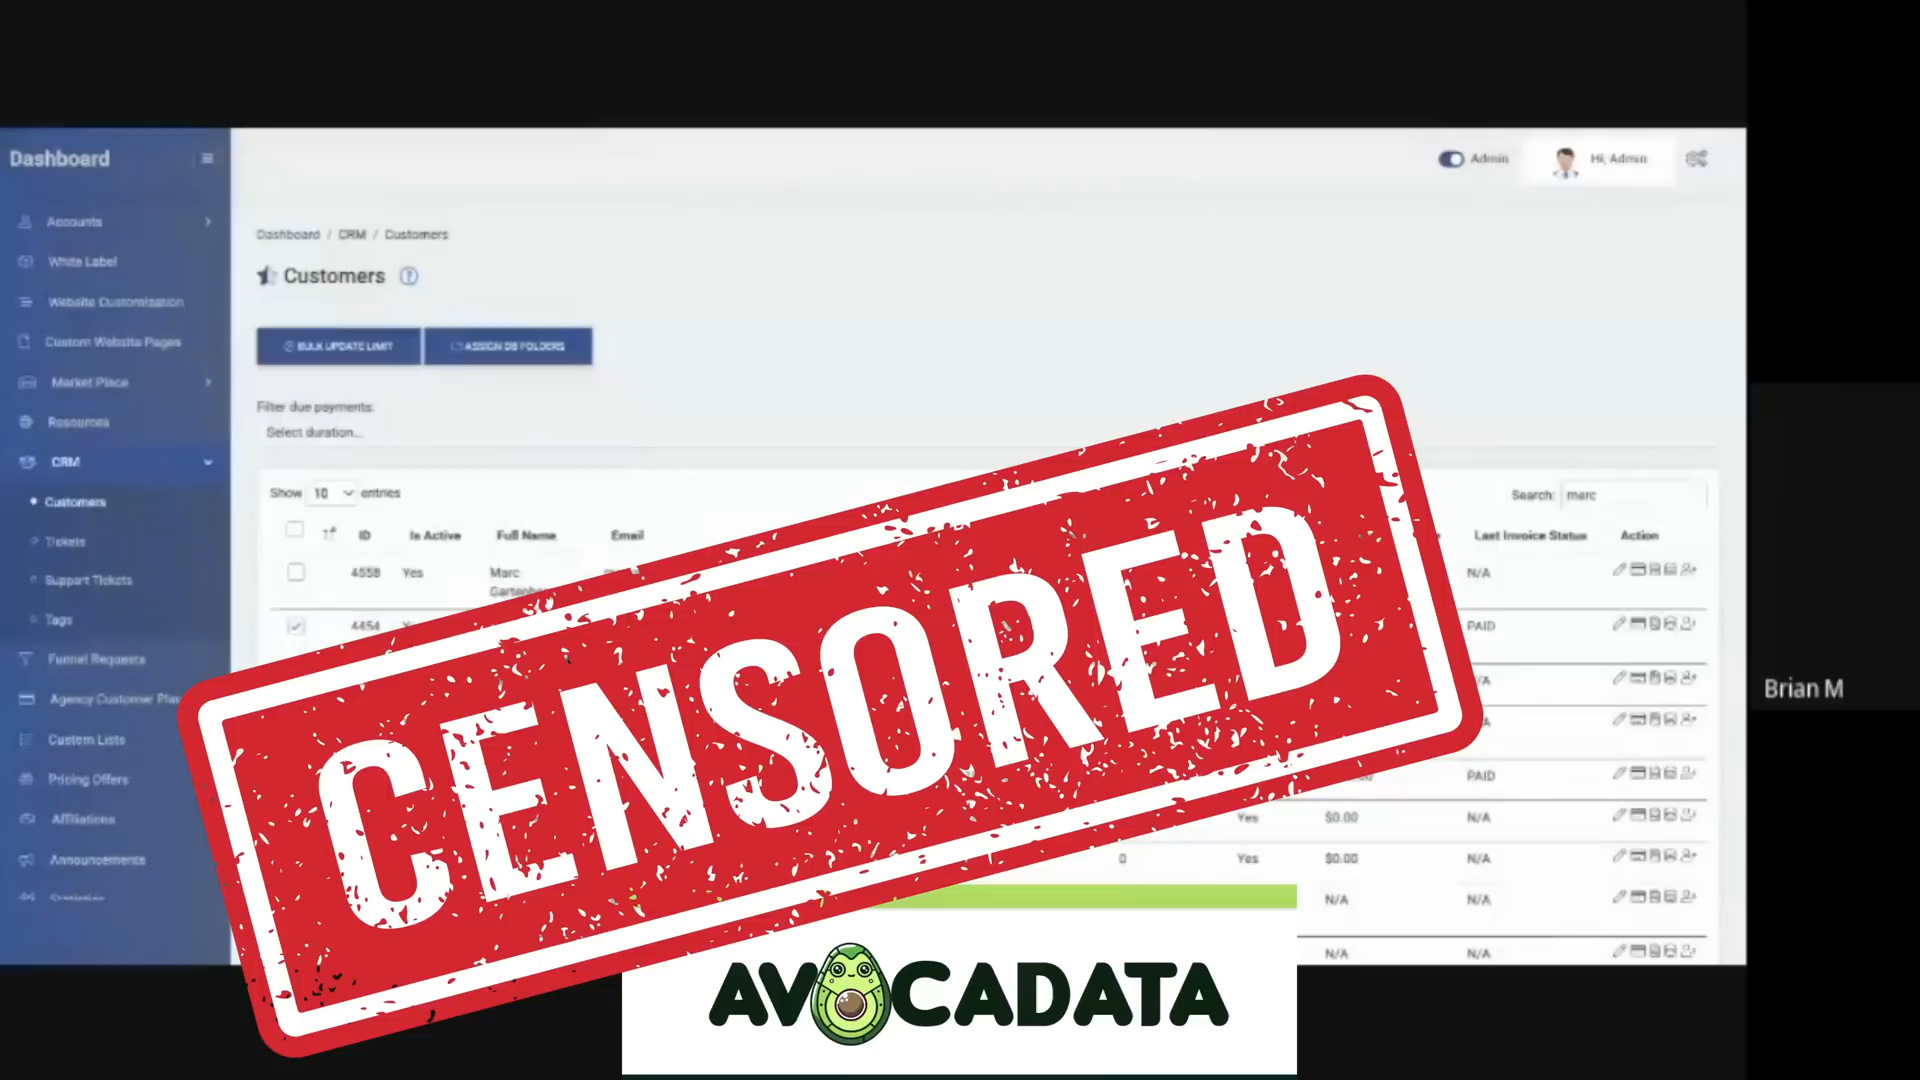 Dashboard
Admin
Hi, Admin
Accounts
White Label
Website Customization
Custom Website Pages
Market Place
Resources
CRM
Customers
Tickets
Support Tickets
Tags
Funnel Requests
Agency Customer Plan
Custom Lists
Pricing Offers
Affiliations
Announcements
Dashboard / CRM / Customers
Customers
BULK UPDATE LIMIT
ASSIGN DB FOLDERS
Filter due payments:
Select duration...
Show 10 entries
Search: marc
ID Is Active Full Name Email Last Invoice Status Action
4558 Yes Marc N/A
4454 PAID
PAID
Yes $0.00 N/A
0 Yes $0.00 N/A
N/A N/A
N/A N/A
CENSORED
AVOCADATA
Brian M